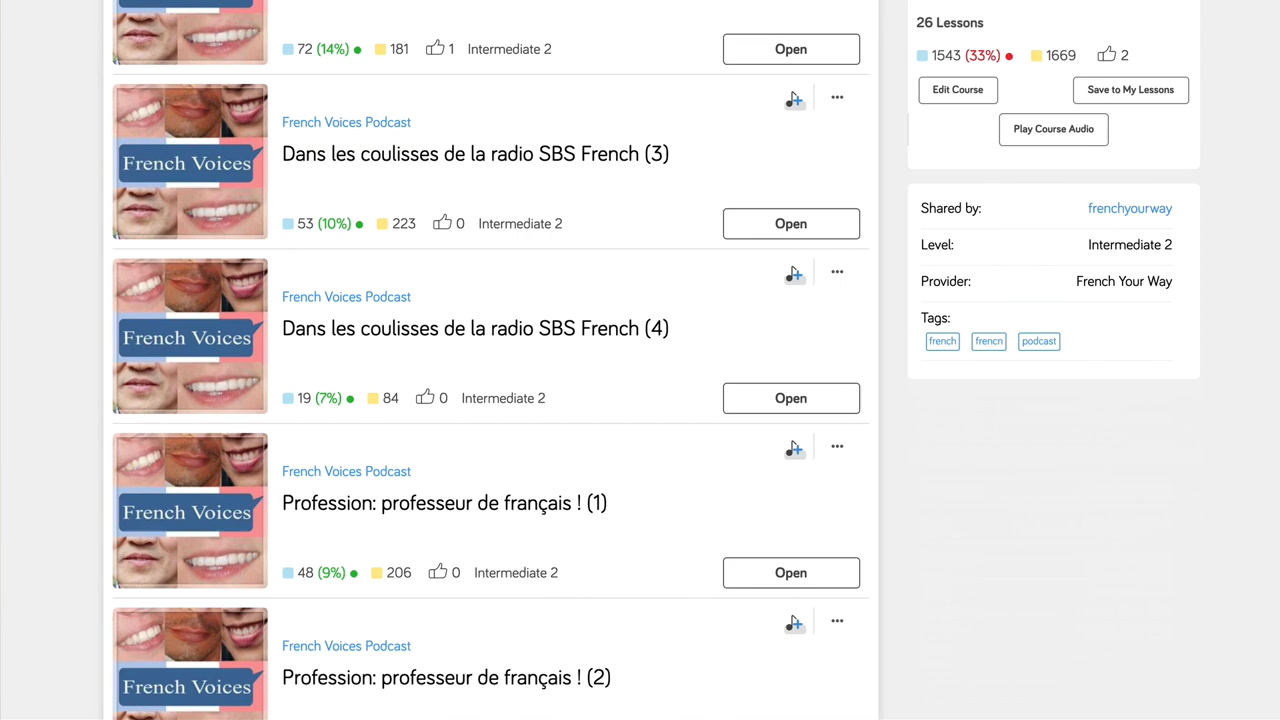 72 (14%) 181 1 Intermediate 2
Open
French Voices Podcast
Dans les coulisses de la radio SBS French (3)
French Voices
53 (10%) 223 0 Intermediate 2
Open
French Voices Podcast
Dans les coulisses de la radio SBS French (4)
French Voices
19 (7%) 84 0 Intermediate 2
Open
French Voices Podcast
Profession: professeur de français ! (1)
French Voices
48 (9%) 206 0 Intermediate 2
Open
French Voices Podcast
Profession: professeur de français ! (2)
French Voices
26 Lessons
1543 (33%) 1669 2
Edit Course
Save to My Lessons
Play Course Audio
Shared by: frenchyourway
Level: Intermediate 2
Provider: French Your Way
Tags:
french frencn podcast